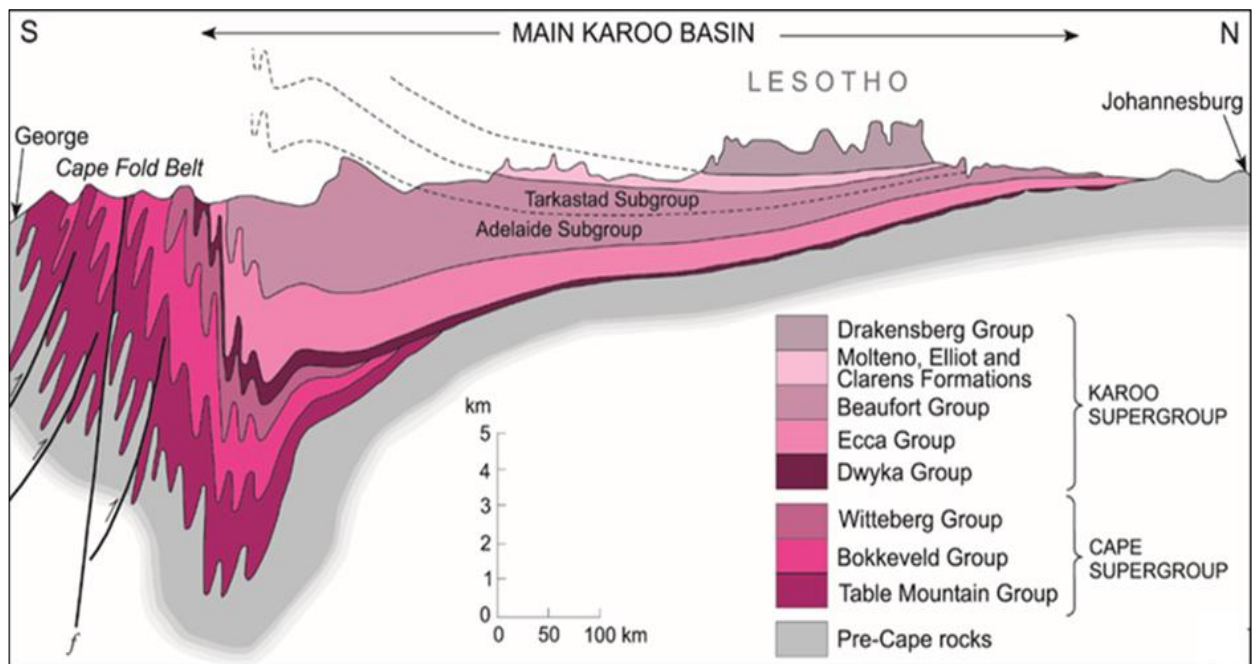 S
MAIN KAROO BASIN
N
LESOTHO
Johannesburg
George
Cape Fold Belt
Tarkastad Subgroup
Adelaide Subgroup
f
km
5
4
3
2
1
0
0 50 100 km
Drakensberg Group
Molteno, Elliot and
Clarens Formations
Beaufort Group
Ecca Group
Dwyka Group
KAROO
SUPERGROUP
Witteberg Group
Bokkeveld Group
Table Mountain Group
CAPE
SUPERGROUP
Pre-Cape rocks